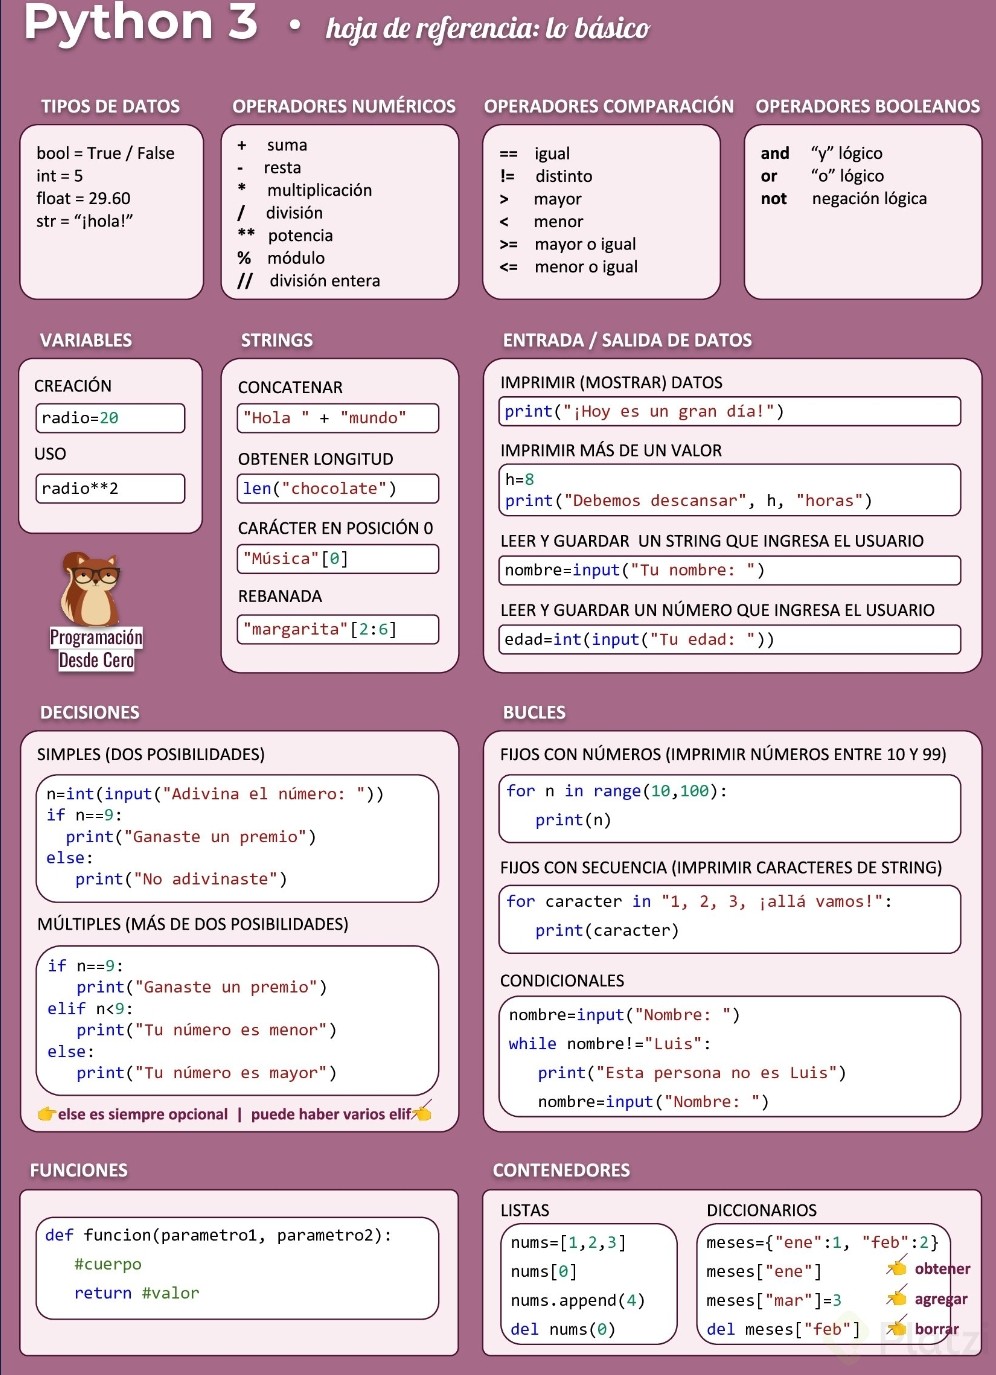 Python 3 • hoja de referencia: lo básico
TIPOS DE DATOS
bool = True / False
int = 5
float = 29.60
str = “¡hola!”
OPERADORES NUMÉRICOS
+ suma
- resta
* multiplicación
/ división
** potencia
% módulo
// división entera
OPERADORES COMPARACIÓN
== igual
!= distinto
> mayor
< menor
>= mayor o igual
<= menor o igual
OPERADORES BOOLEANOS
and “y” lógico
or “o” lógico
not negación lógica
VARIABLES
CREACIÓN
radio=20
USO
radio**2
Programación
Desde Cero
STRINGS
CONCATENAR
"Hola " + "mundo"
OBTENER LONGITUD
len("chocolate")
CARÁCTER EN POSICIÓN 0
"Música"[0]
REBANADA
"margarita"[2:6]
ENTRADA / SALIDA DE DATOS
IMPRIMIR (MOSTRAR) DATOS
print("¡Hoy es un gran día!")
IMPRIMIR MÁS DE UN VALOR
h=8
print("Debemos descansar", h, "horas")
LEER Y GUARDAR UN STRING QUE INGRESA EL USUARIO
nombre=input("Tu nombre: ")
LEER Y GUARDAR UN NÚMERO QUE INGRESA EL USUARIO
edad=int(input("Tu edad: "))
DECISIONES
SIMPLES (DOS POSIBILIDADES)
n=int(input("Adivina el número: "))
if n==9:
print("Ganaste un premio")
else:
print("No adivinaste")
MÚLTIPLES (MÁS DE DOS POSIBILIDADES)
if n==9:
print("Ganaste un premio")
elif n<9:
print("Tu número es menor")
else:
print("Tu número es mayor")
else es siempre opcional | puede haber varios elif
BUCLES
FIJOS CON NÚMEROS (IMPRIMIR NÚMEROS ENTRE 10 Y 99)
for n in range(10,100):
print(n)
FIJOS CON SECUENCIA (IMPRIMIR CARACTERES DE STRING)
for caracter in "1, 2, 3, ¡allá vamos!":
print(caracter)
CONDICIONALES
nombre=input("Nombre: ")
while nombre!="Luis":
print("Esta persona no es Luis")
nombre=input("Nombre: ")
FUNCIONES
def funcion(parametro1, parametro2):
#cuerpo
return #valor
CONTENEDORES
LISTAS
nums=[1,2,3]
nums[0]
nums.append(4)
del nums(0)
DICCIONARIOS
meses={"ene":1, "feb":2}
meses["ene"] obtener
meses["mar"]=3 agregar
del meses["feb"] borrar
Platzi